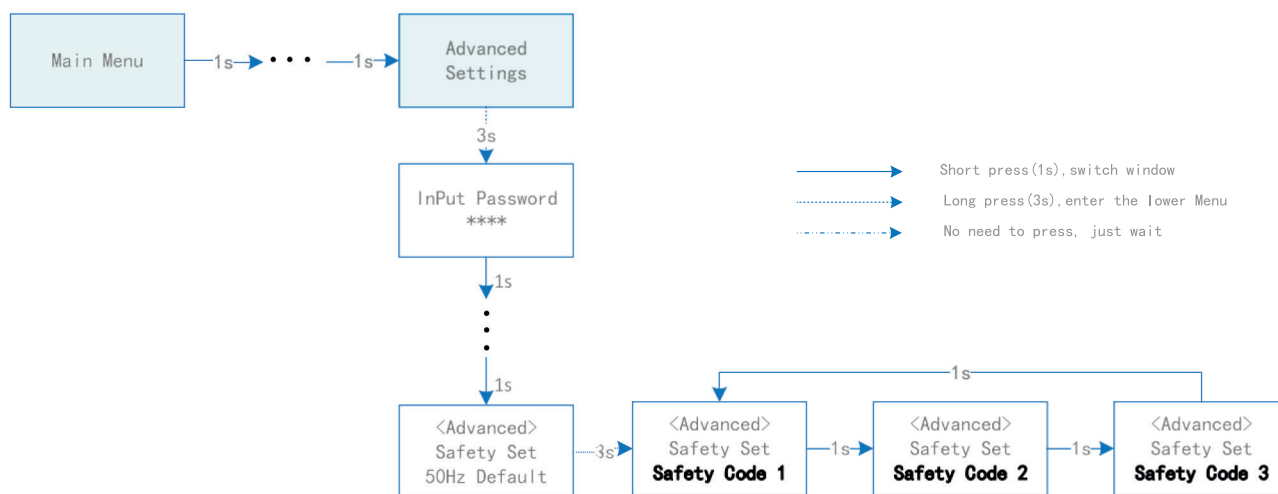 Main Menu
1s
• • •
1s
Advanced
Settings
3s
InPut Password
****
1s
1s
Short press(1s),switch window
Long press(3s),enter the lower Menu
No need to press, just wait
1s
<Advanced>
Safety Set
50Hz Default
3s
<Advanced>
Safety Set
Safety Code 1
1s
<Advanced>
Safety Set
Safety Code 2
1s
<Advanced>
Safety Set
Safety Code 3